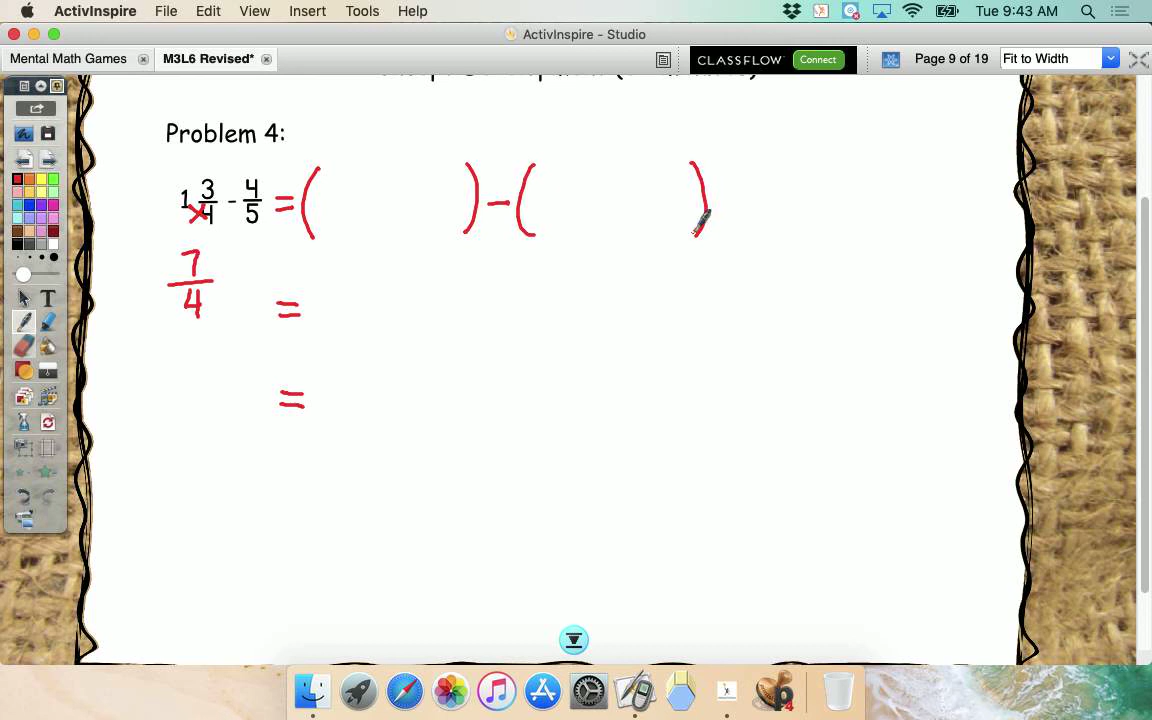 ActivInspire File Edit View Insert Tools Help Tue 9:43 AM
ActivInspire - Studio
Mental Math Games M3L6 Revised* CLASSFLOW Connect Page 9 of 19 Fit to Width
Problem 4:
1 3/4 - 4/5 = ( ) - ( )
7/4 =
=
T